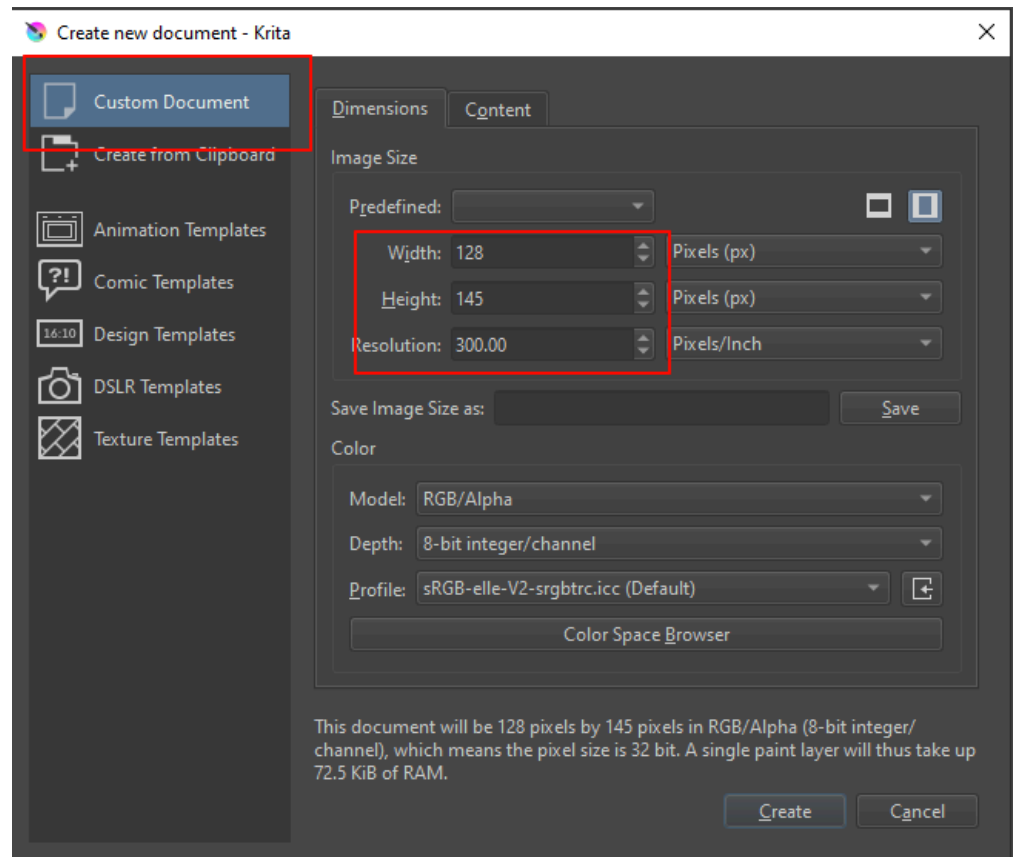 Create new document - Krita
Custom Document
Create from Clipboard
Animation Templates
?!
Comic Templates
16:10
Design Templates
DSLR Templates
Texture Templates
Dimensions
Content
Image Size
Predefined:
Width: 128 Pixels (px)
Height: 145 Pixels (px)
Resolution: 300.00 Pixels/Inch
Save Image Size as: Save
Color
Model: RGB/Alpha
Depth: 8-bit integer/channel
Profile: sRGB-elle-V2-srgbtrc.icc (Default)
Color Space Browser
This document will be 128 pixels by 145 pixels in RGB/Alpha (8-bit integer/
channel), which means the pixel size is 32 bit. A single paint layer will thus take up
72.5 KiB of RAM.
Create Cancel